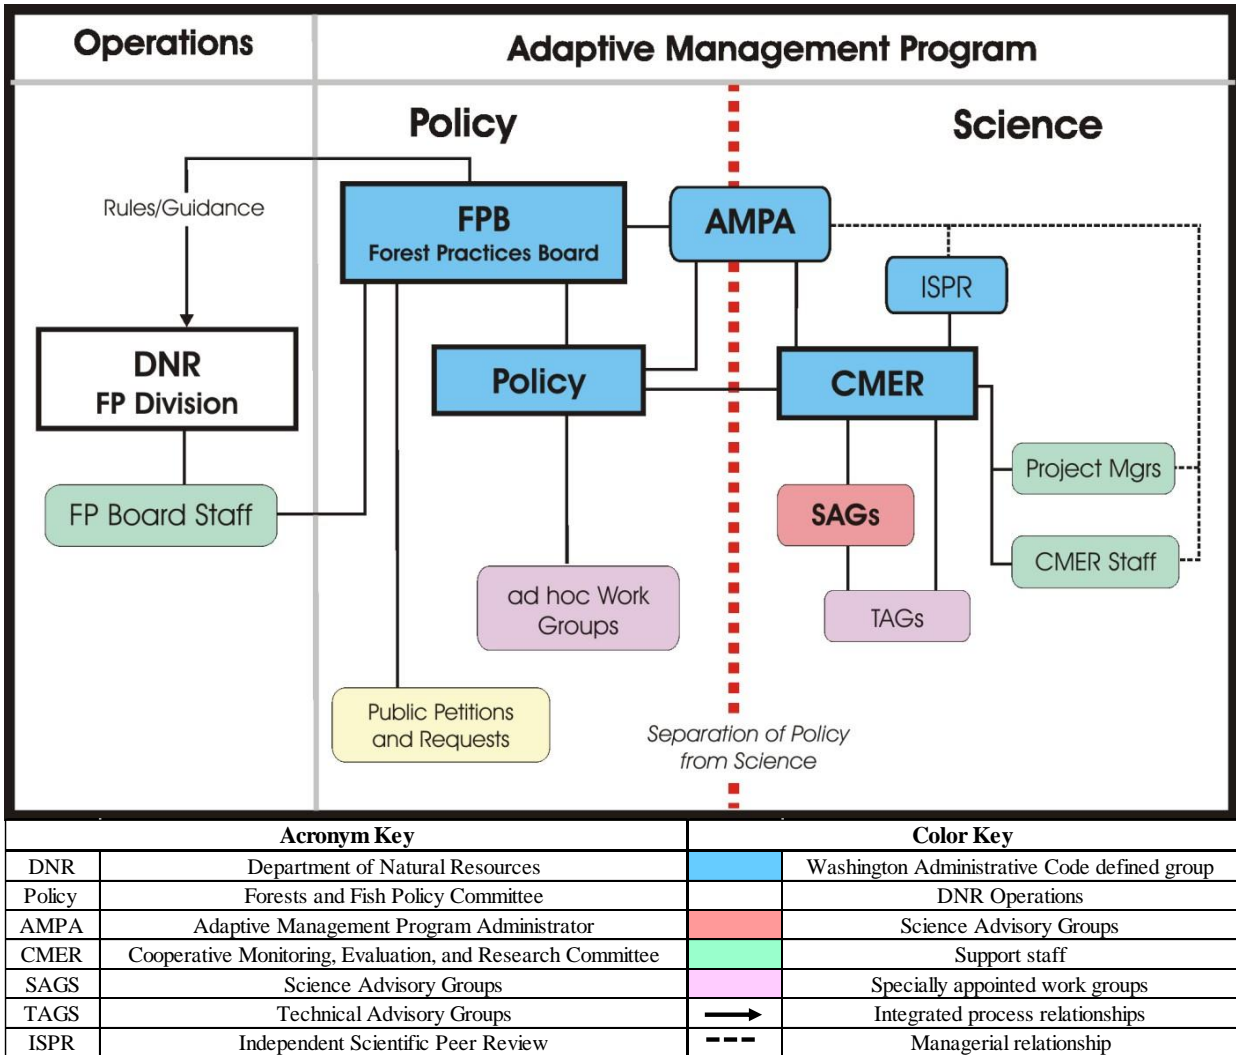 Operations
Adaptive Management Program
Policy
Science
Rules/Guidance
FPB
Forest Practices Board
AMPA
ISPR
DNR
FP Division
Policy
CMER
FP Board Staff
SAGs
Project Mgrs
CMER Staff
ad hoc Work
Groups
TAGs
Public Petitions
and Requests
Separation of Policy
from Science
Acronym Key Color Key
DNR Department of Natural Resources Washington Administrative Code defined group
Policy Forests and Fish Policy Committee DNR Operations
AMPA Adaptive Management Program Administrator Science Advisory Groups
CMER Cooperative Monitoring, Evaluation, and Research Committee Support staff
SAGS Science Advisory Groups Specially appointed work groups
TAGS Technical Advisory Groups Integrated process relationships
ISPR Independent Scientific Peer Review Managerial relationship